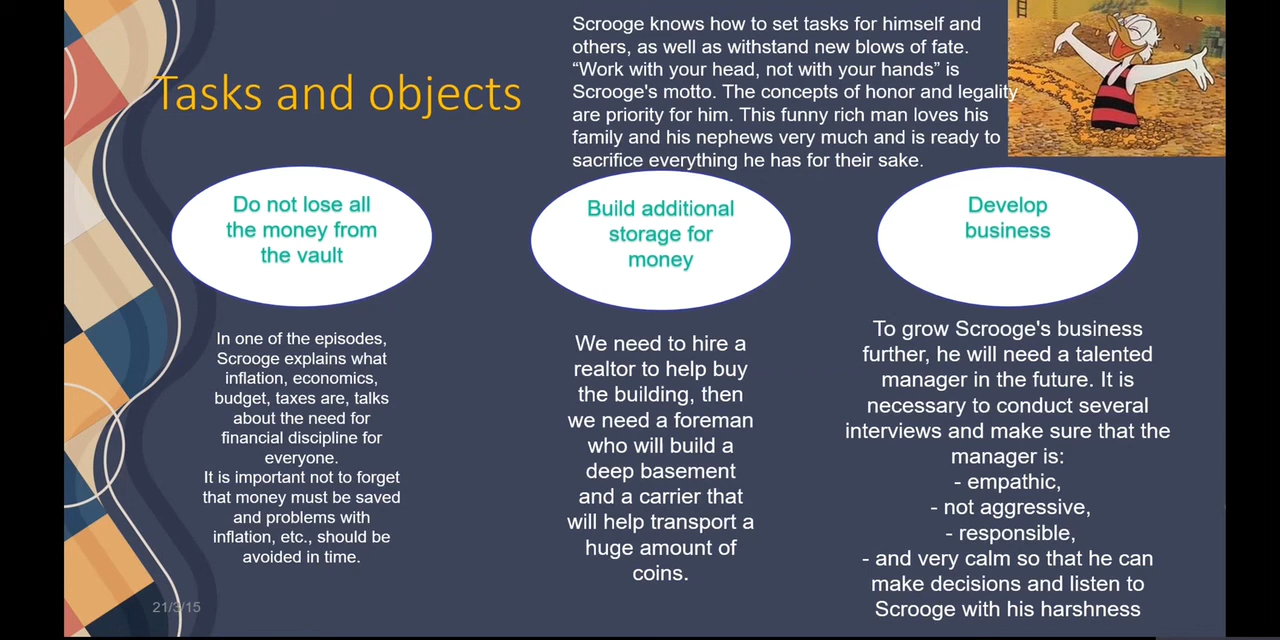 Tasks and objects
Scrooge knows how to set tasks for himself and
others, as well as withstand new blows of fate.
“Work with your head, not with your hands” is
Scrooge's motto. The concepts of honor and legality
are priority for him. This funny rich man loves his
family and his nephews very much and is ready to
sacrifice everything he has for their sake.
Do not lose all
the money from
the vault
In one of the episodes,
Scrooge explains what
inflation, economics,
budget, taxes are, talks
about the need for
financial discipline for
everyone.
It is important not to forget
that money must be saved
and problems with
inflation, etc., should be
avoided in time.
Build additional
storage for
money
We need to hire a
realtor to help buy
the building, then
we need a foreman
who will build a
deep basement
and a carrier that
will help transport a
huge amount of
coins.
Develop
business
To grow Scrooge's business
further, he will need a talented
manager in the future. It is
necessary to conduct several
interviews and make sure that the
manager is:
- empathic,
- not aggressive,
- responsible,
- and very calm so that he can
make decisions and listen to
Scrooge with his harshness
21/3/15